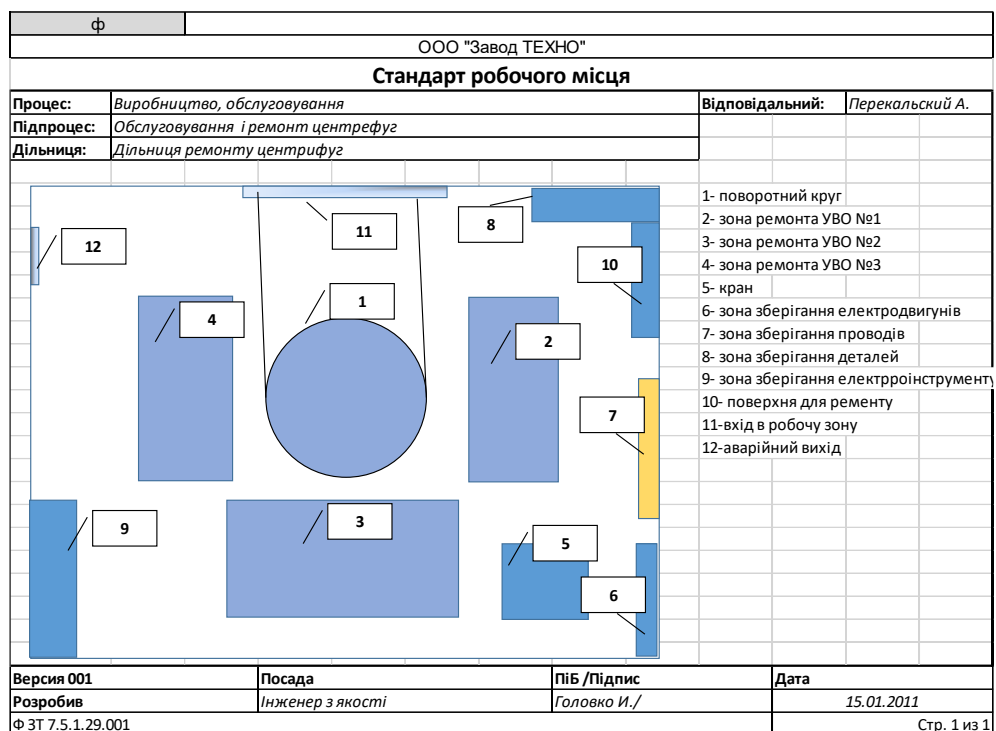 ф
ООО "Завод ТЕХНО"
Стандарт робочого місця
Процес: Виробництво, обслуговування Відповідальний: Перекальский А.
Підпроцес: Обслуговування і ремонт центрефуг
Дільниця: Дільниця ремонту центрифуг
1- поворотний круг
2- зона ремонта УВО №1
3- зона ремонта УВО №2
4- зона ремонта УВО №3
5- кран
6- зона зберігання електродвигунів
7- зона зберігання проводів
8- зона зберігання деталей
9- зона зберігання електрроінструменту
10- поверхня для ременту
11-вхід в робочу зону
12-аварійний вихід
8
11
12
10
1
4
2
7
3
9
5
6
Версия 001 Посада ПіБ /Підпис Дата
Розробив Інженер з якості Головко И./ 15.01.2011
Ф ЗТ 7.5.1.29.001 Стр. 1 из 1